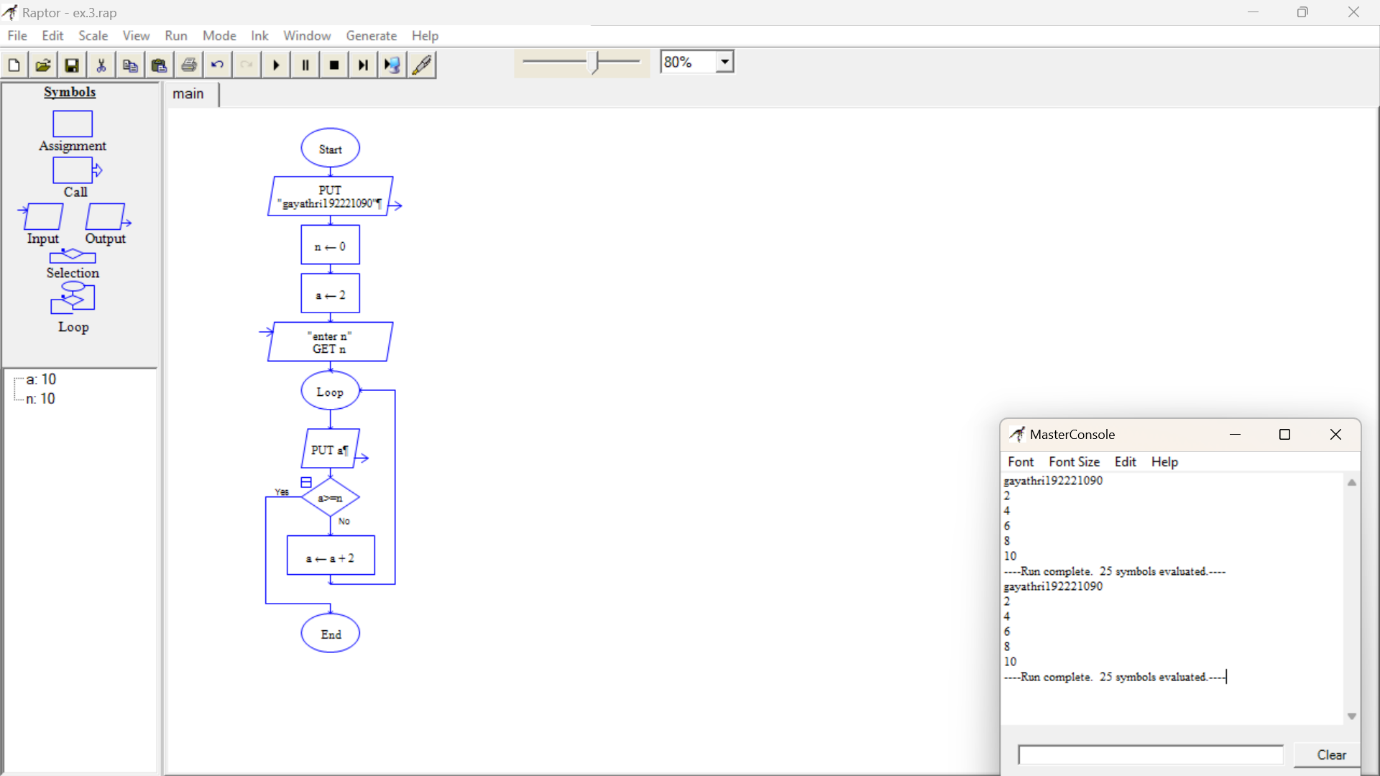 Raptor - ex.3.rap
File Edit Scale View Run Mode Ink Window Generate Help
80%
Symbols
Assignment
Call
Input Output
Selection
Loop
a: 10
n: 10
main
Start
PUT
"gayathri192221090"¶
n ← 0
a ← 2
"enter n"
GET n
Loop
PUT a¶
Yes
a>=n
No
a ← a + 2
End
MasterConsole
Font Font Size Edit Help
gayathri192221090
2
4
6
8
10
----Run complete. 25 symbols evaluated.----
gayathri192221090
2
4
6
8
10
----Run complete. 25 symbols evaluated.----
Clear